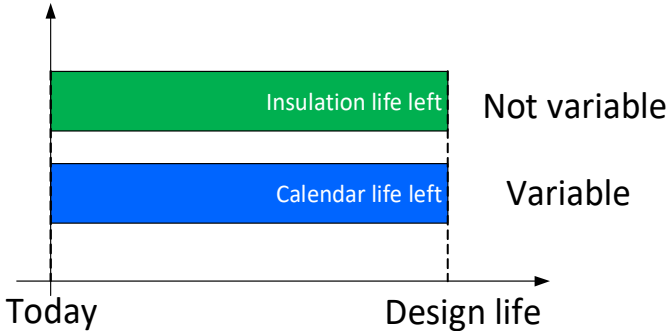 Insulation life left
Not variable
Calendar life left
Variable
Today
Design life